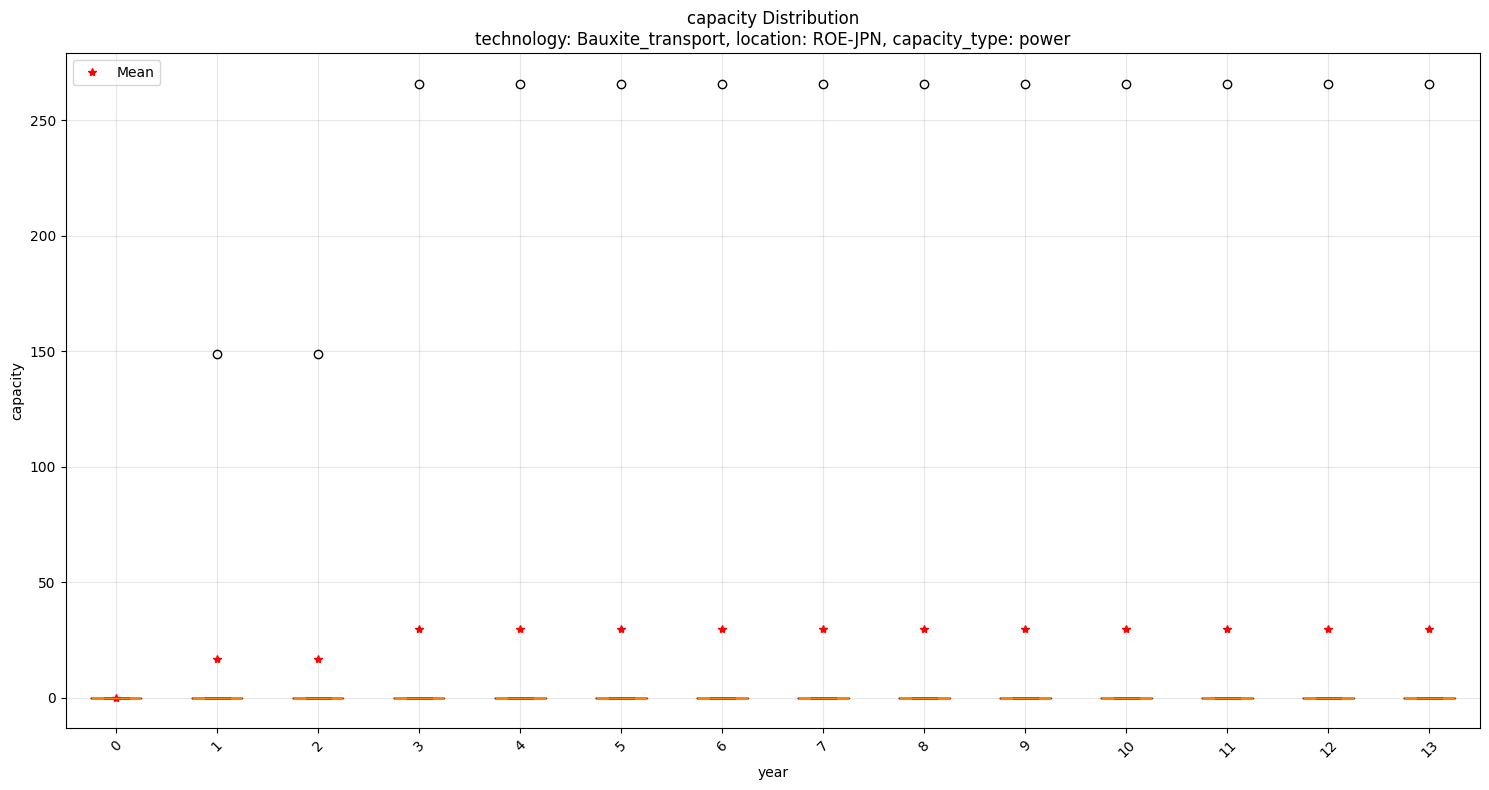 capacity Distribution
technology: Bauxite_transport, location: ROE-JPN, capacity_type: power
Mean
capacity
250
200
150
100
50
0
0 1 2 3 4 5 6 7 8 9 10 11 12 13
year